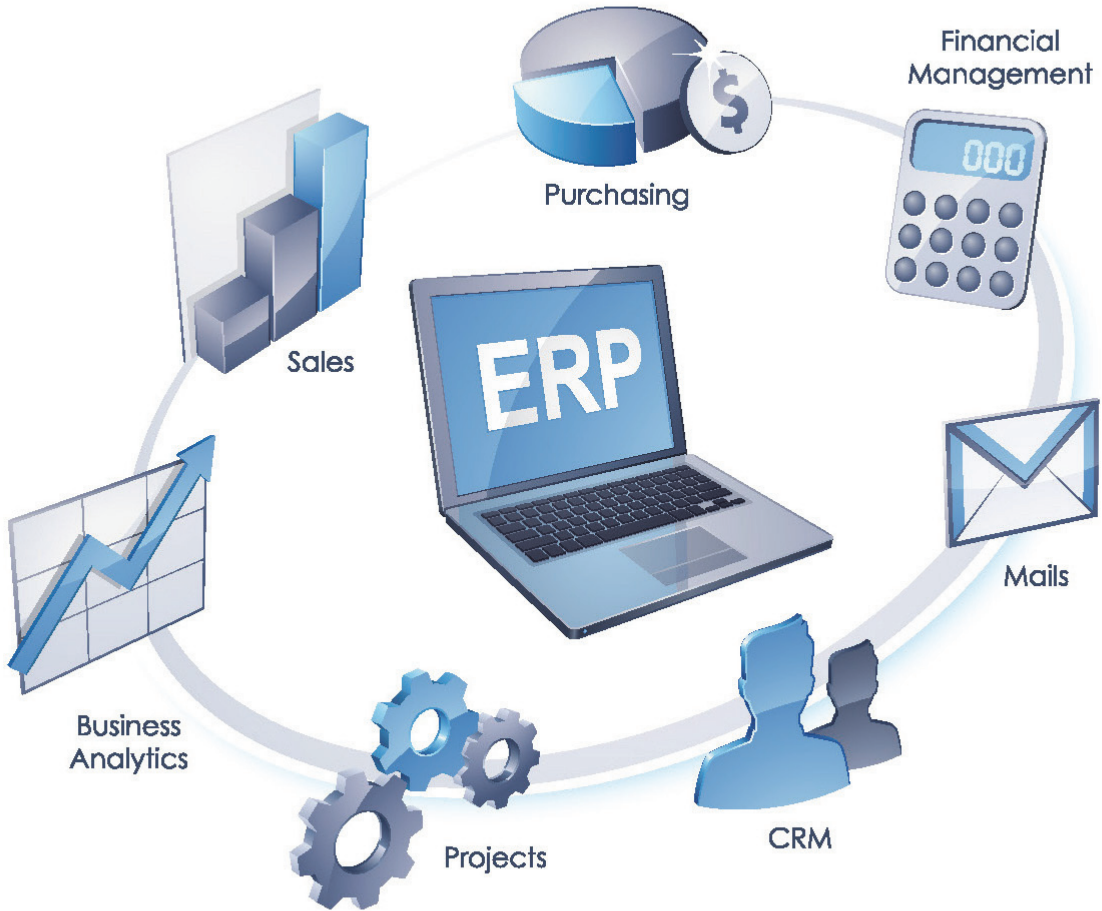 Financial
Management
$
000
Purchasing
Sales
ERP
Mails
Business
Analytics
CRM
Projects